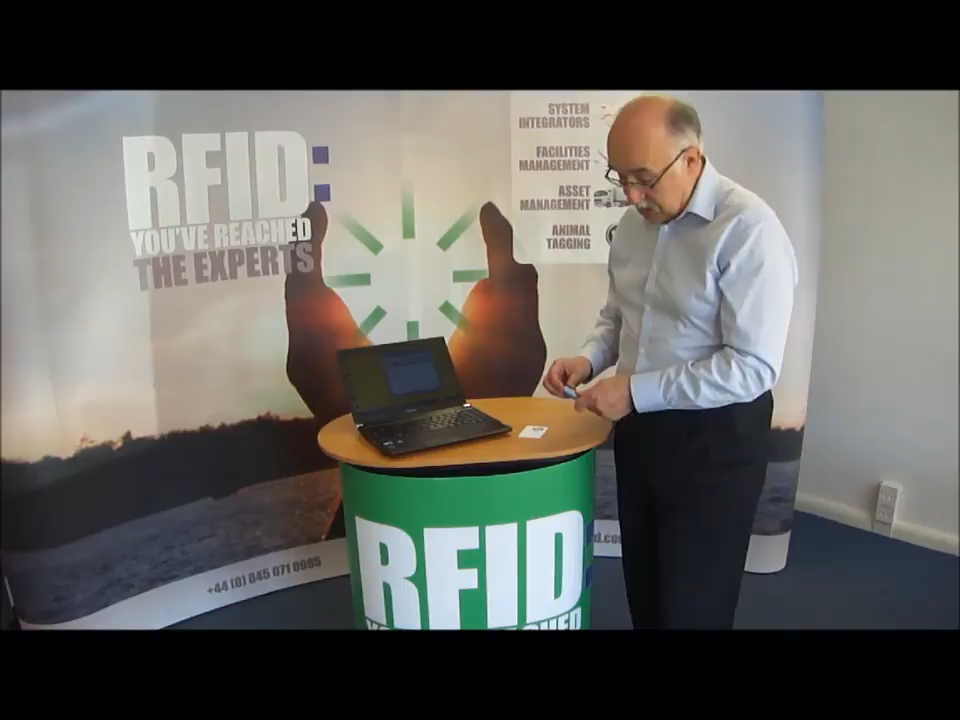 RFID:
YOU'VE REACHED
THE EXPERTS
SYSTEM
INTEGRATORS
FACILITIES
MANAGEMENT
ASSET
MANAGEMENT
ANIMAL
TAGGING
+44 (0) 845 071 0985
RFID:
REACHED